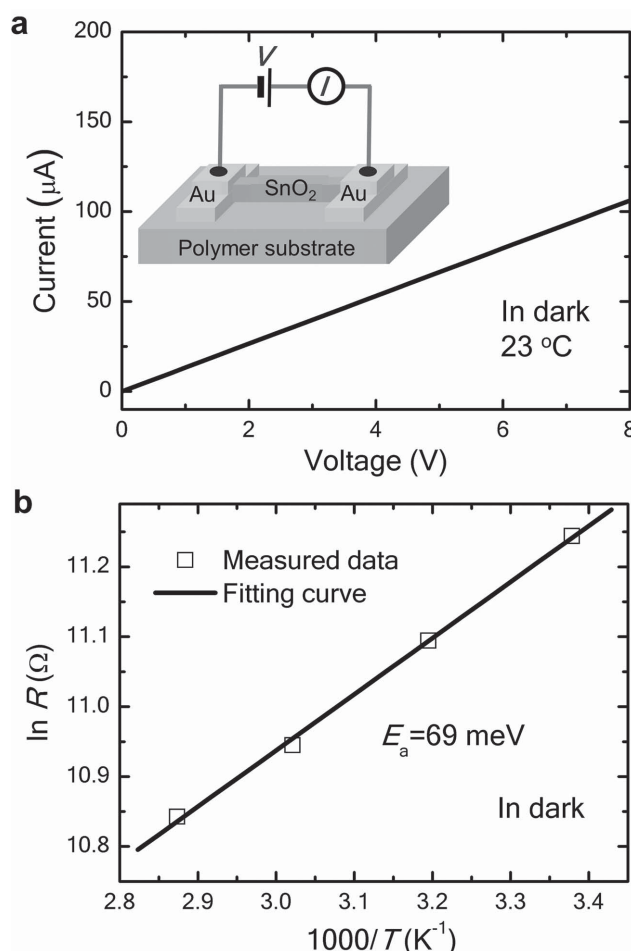 a
200
150
100
50
0
Current (μA)
V
I
Au
SnO₂
Au
Polymer substrate
In dark
23 °C
0
2
4
6
8
Voltage (V)
b
11.2
11.1
11.0
10.9
10.8
ln R (Ω)
Measured data
Fitting curve
Eₐ=69 meV
In dark
2.8
2.9
3.0
3.1
3.2
3.3
3.4
1000/T (K⁻¹)